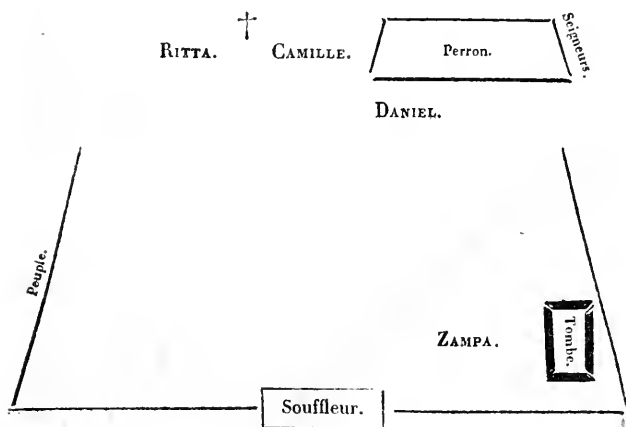 RITTA. † CAMILLE. Perron. Seigneurs.
DANIEL.
Peuple.
ZAMPA. Tombe.
Souffleur.